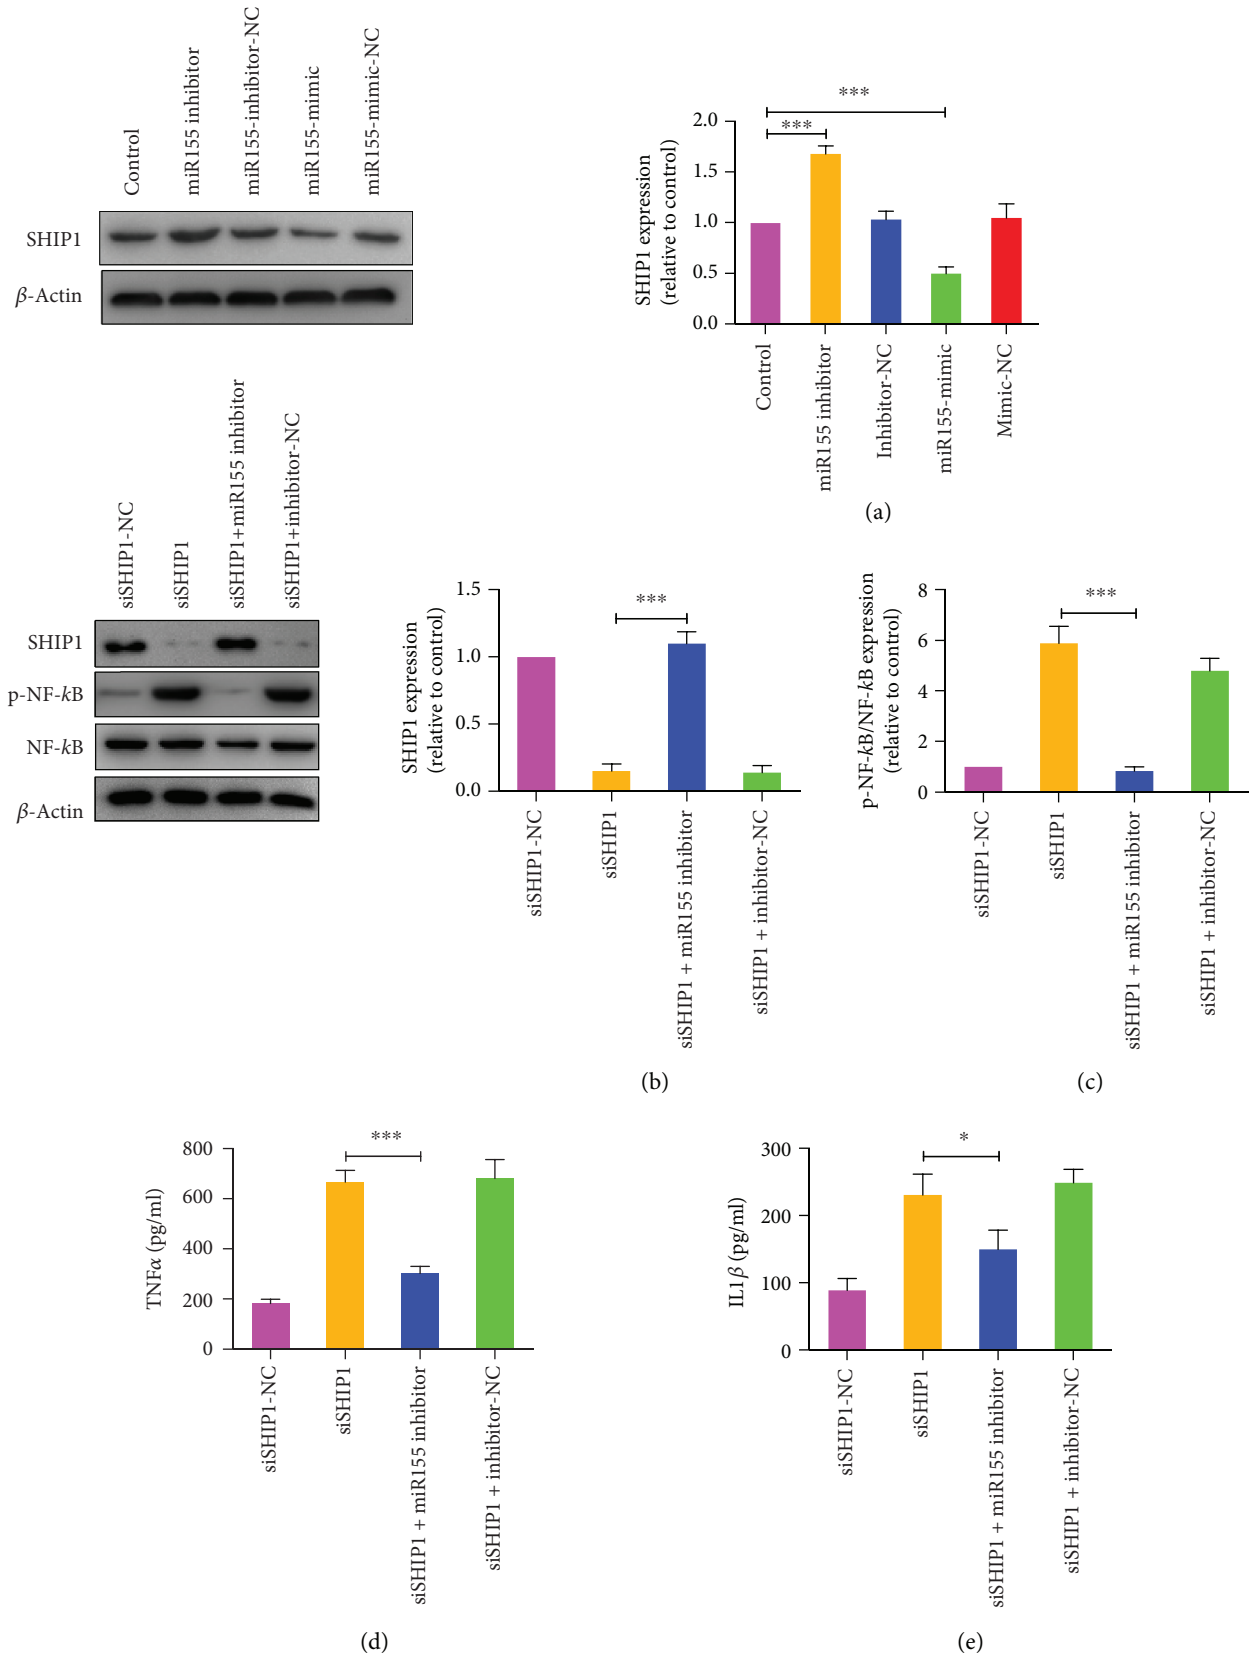 Control
miR155 inhibitor
miR155-inhibitor-NC
miR155-mimic
miR155-mimic-NC
SHIP1
β-Actin
***
***
SHIP1 expression
(relative to control)
2.0
1.5
1.0
0.5
0.0
Control
miR155 inhibitor
Inhibitor-NC
miR155-mimic
Mimic-NC
(a)
siSHIP1-NC
siSHIP1
siSHIP1+miR155 inhibitor
siSHIP1+inhibitor-NC
SHIP1
p-NF-kB
NF-kB
β-Actin
SHIP1 expression
(relative to control)
1.5
1.0
0.5
0.0
***
siSHIP1-NC
siSHIP1
siSHIP1 + miR155 inhibitor
siSHIP1 + inhibitor-NC
(b)
p-NF-kB/NF-kB expression
(relative to control)
8
6
4
2
0
***
siSHIP1-NC
siSHIP1
siSHIP1 + miR155 inhibitor
siSHIP1 + inhibitor-NC
(c)
TNFα (pg/ml)
800
600
400
200
0
***
siSHIP1-NC
siSHIP1
siSHIP1 + miR155 inhibitor
siSHIP1 + inhibitor-NC
(d)
IL1β (pg/ml)
300
200
100
0
*
siSHIP1-NC
siSHIP1
siSHIP1 + miR155 inhibitor
siSHIP1 + inhibitor-NC
(e)